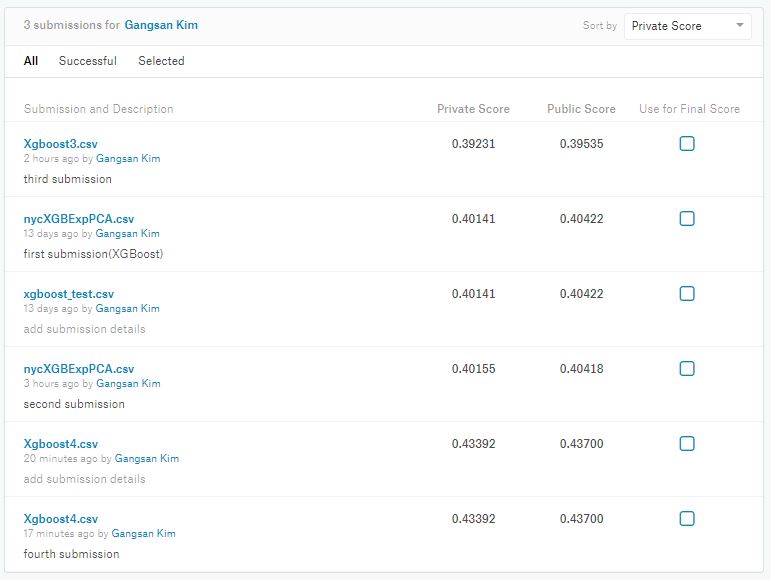 3 submissions for Gangsan Kim Sort by Private Score
All Successful Selected
Submission and Description Private Score Public Score Use for Final Score
Xgboost3.csv 0.39231 0.39535
2 hours ago by Gangsan Kim
third submission
nycXGBExpPCA.csv 0.40141 0.40422
13 days ago by Gangsan Kim
first submission(XGBoost)
xgboost_test.csv 0.40141 0.40422
13 days ago by Gangsan Kim
add submission details
nycXGBExpPCA.csv 0.40155 0.40418
3 hours ago by Gangsan Kim
second submission
Xgboost4.csv 0.43392 0.43700
20 minutes ago by Gangsan Kim
add submission details
Xgboost4.csv 0.43392 0.43700
17 minutes ago by Gangsan Kim
fourth submission